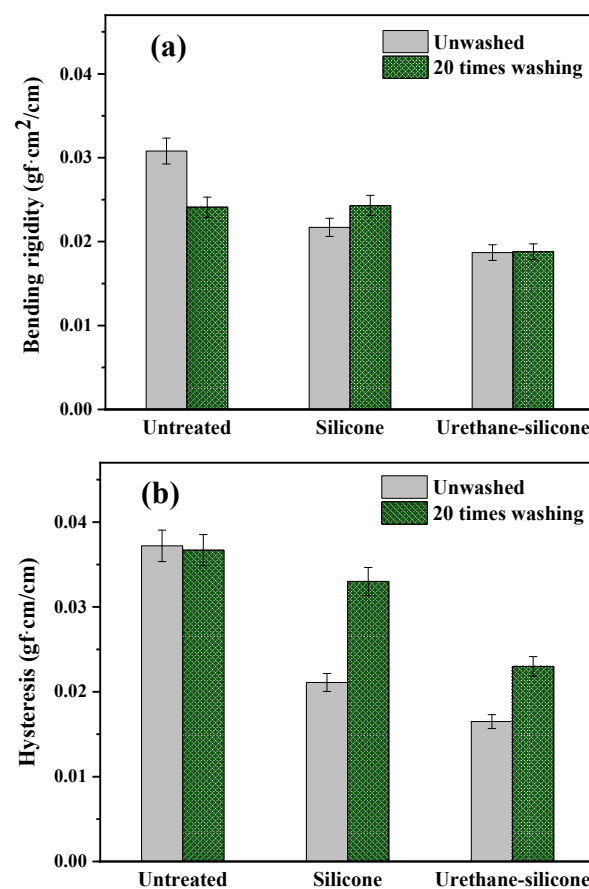 (a)
Unwashed
20 times washing
0.04
0.03
0.02
0.01
0.00
Bending rigidity (gf·cm²/cm)
Untreated Silicone Urethane-silicone
(b)
Unwashed
20 times washing
0.04
0.03
0.02
0.01
0.00
Hysteresis (gf·cm/cm)
Untreated Silicone Urethane-silicone